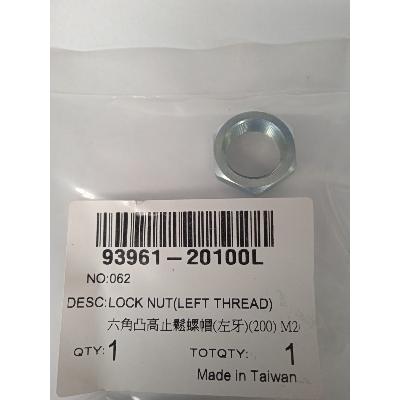 93961-20100L
NO:062
DESC:LOCK NUT(LEFT THREAD)
六角凸高止鬆螺帽(左牙)(200) M2
QTY: 1 TOTQTY: 1
Made in Taiwan